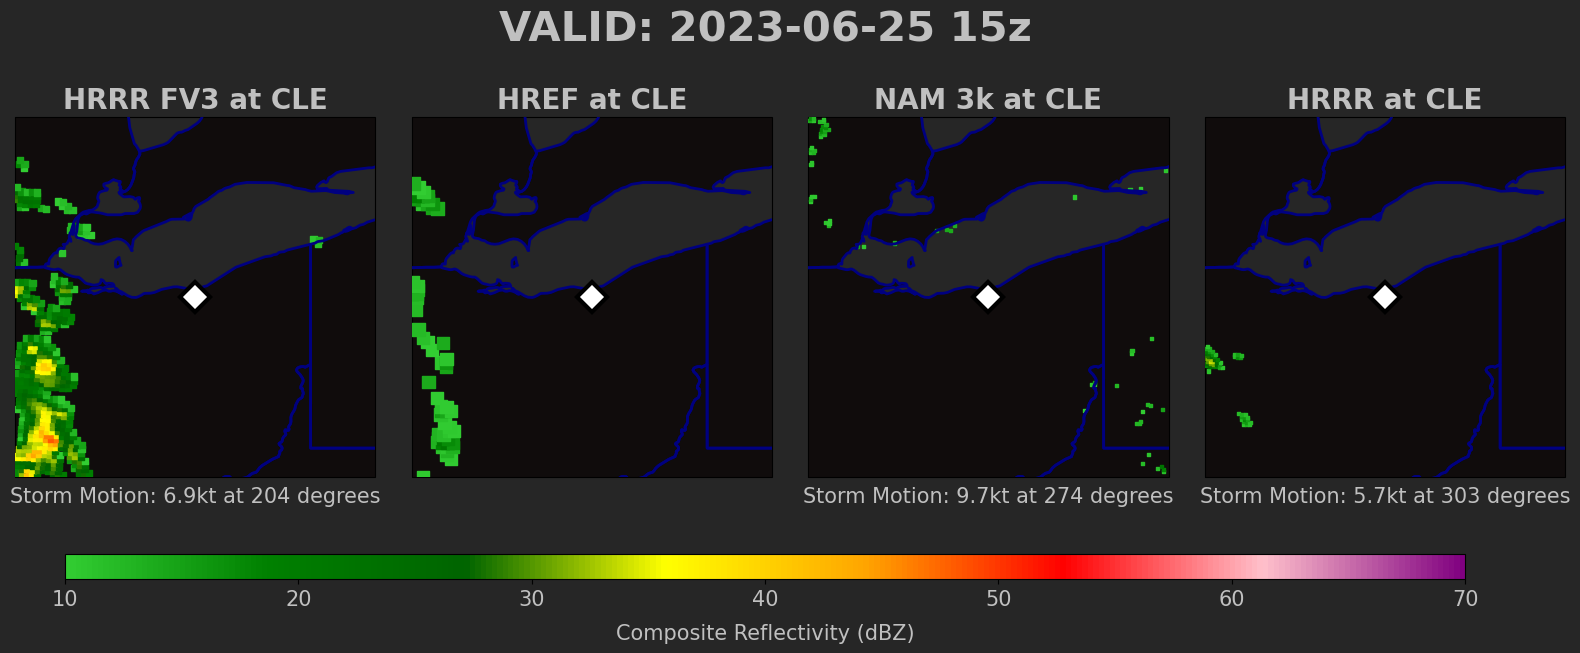 VALID: 2023-06-25 15z
HRRR FV3 at CLE
HREF at CLE
NAM 3k at CLE
HRRR at CLE
Storm Motion: 6.9kt at 204 degrees
Storm Motion: 9.7kt at 274 degrees
Storm Motion: 5.7kt at 303 degrees
10 20 30 40 50 60 70
Composite Reflectivity (dBZ)